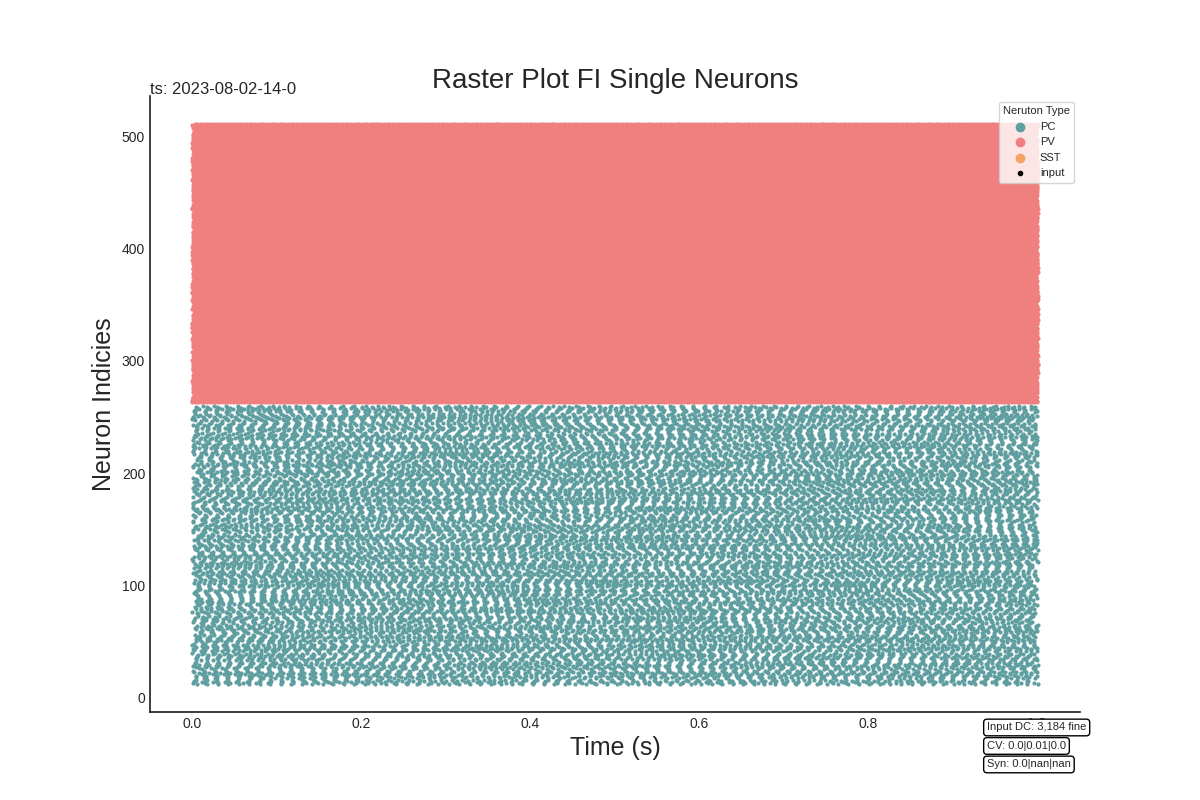 Raster Plot FI Single Neurons
ts: 2023-08-02-14-0
Neruton Type
PC
PV
SST
input
500
400
300
200
100
0
Neuron Indicies
0.0 0.2 0.4 0.6 0.8
Time (s)
Input DC: 3,184 fine
CV: 0.0|0.01|0.0
Syn: 0.0|nan|nan